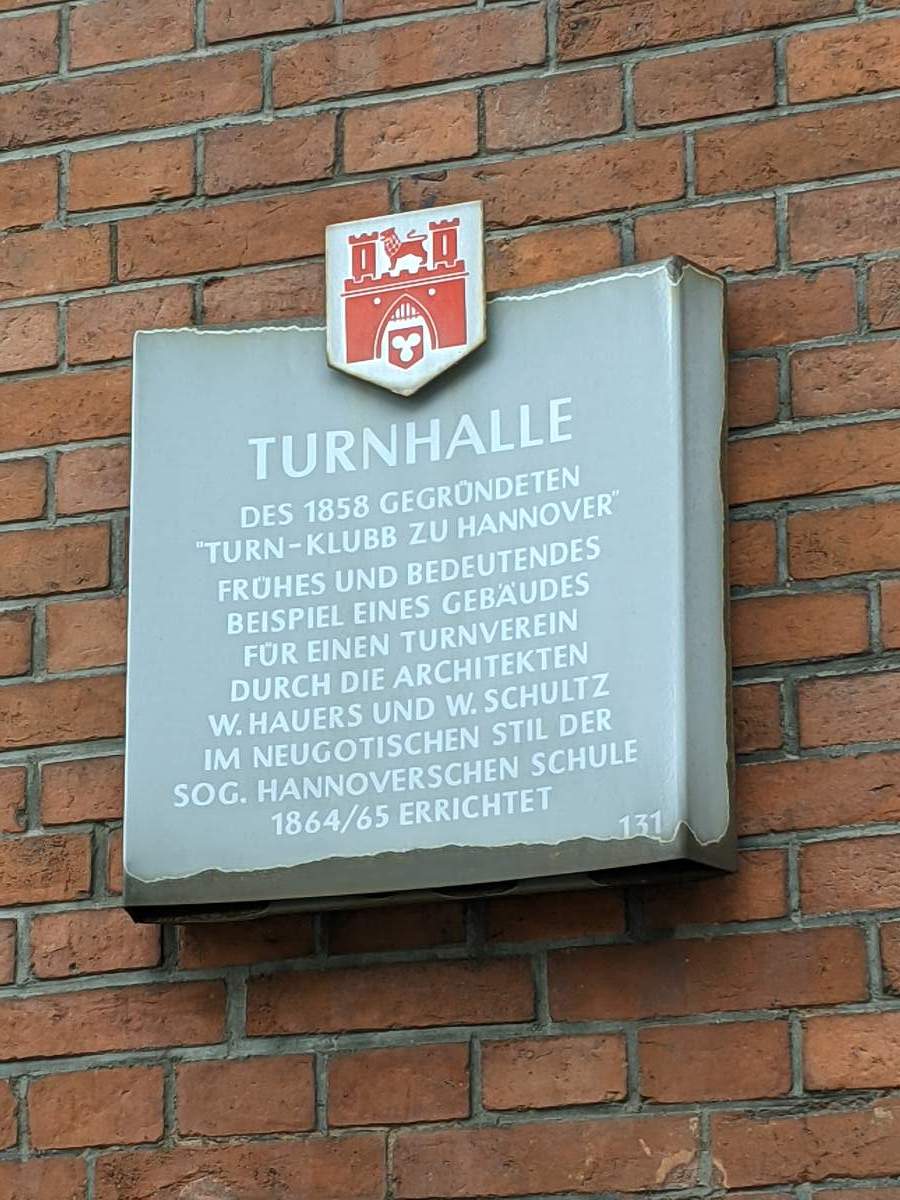 TURNHALLE
DES 1858 GEGRÜNDETEN
"TURN-KLUBB ZU HANNOVER"
FRÜHES UND BEDEUTENDES
BEISPIEL EINES GEBÄUDES
FÜR EINEN TURNVEREIN
DURCH DIE ARCHITEKTEN
W. HAUERS UND W. SCHULTZ
IM NEUGOTISCHEN STIL DER
SOG. HANNOVERSCHEN SCHULE
1864/65 ERRICHTET
131